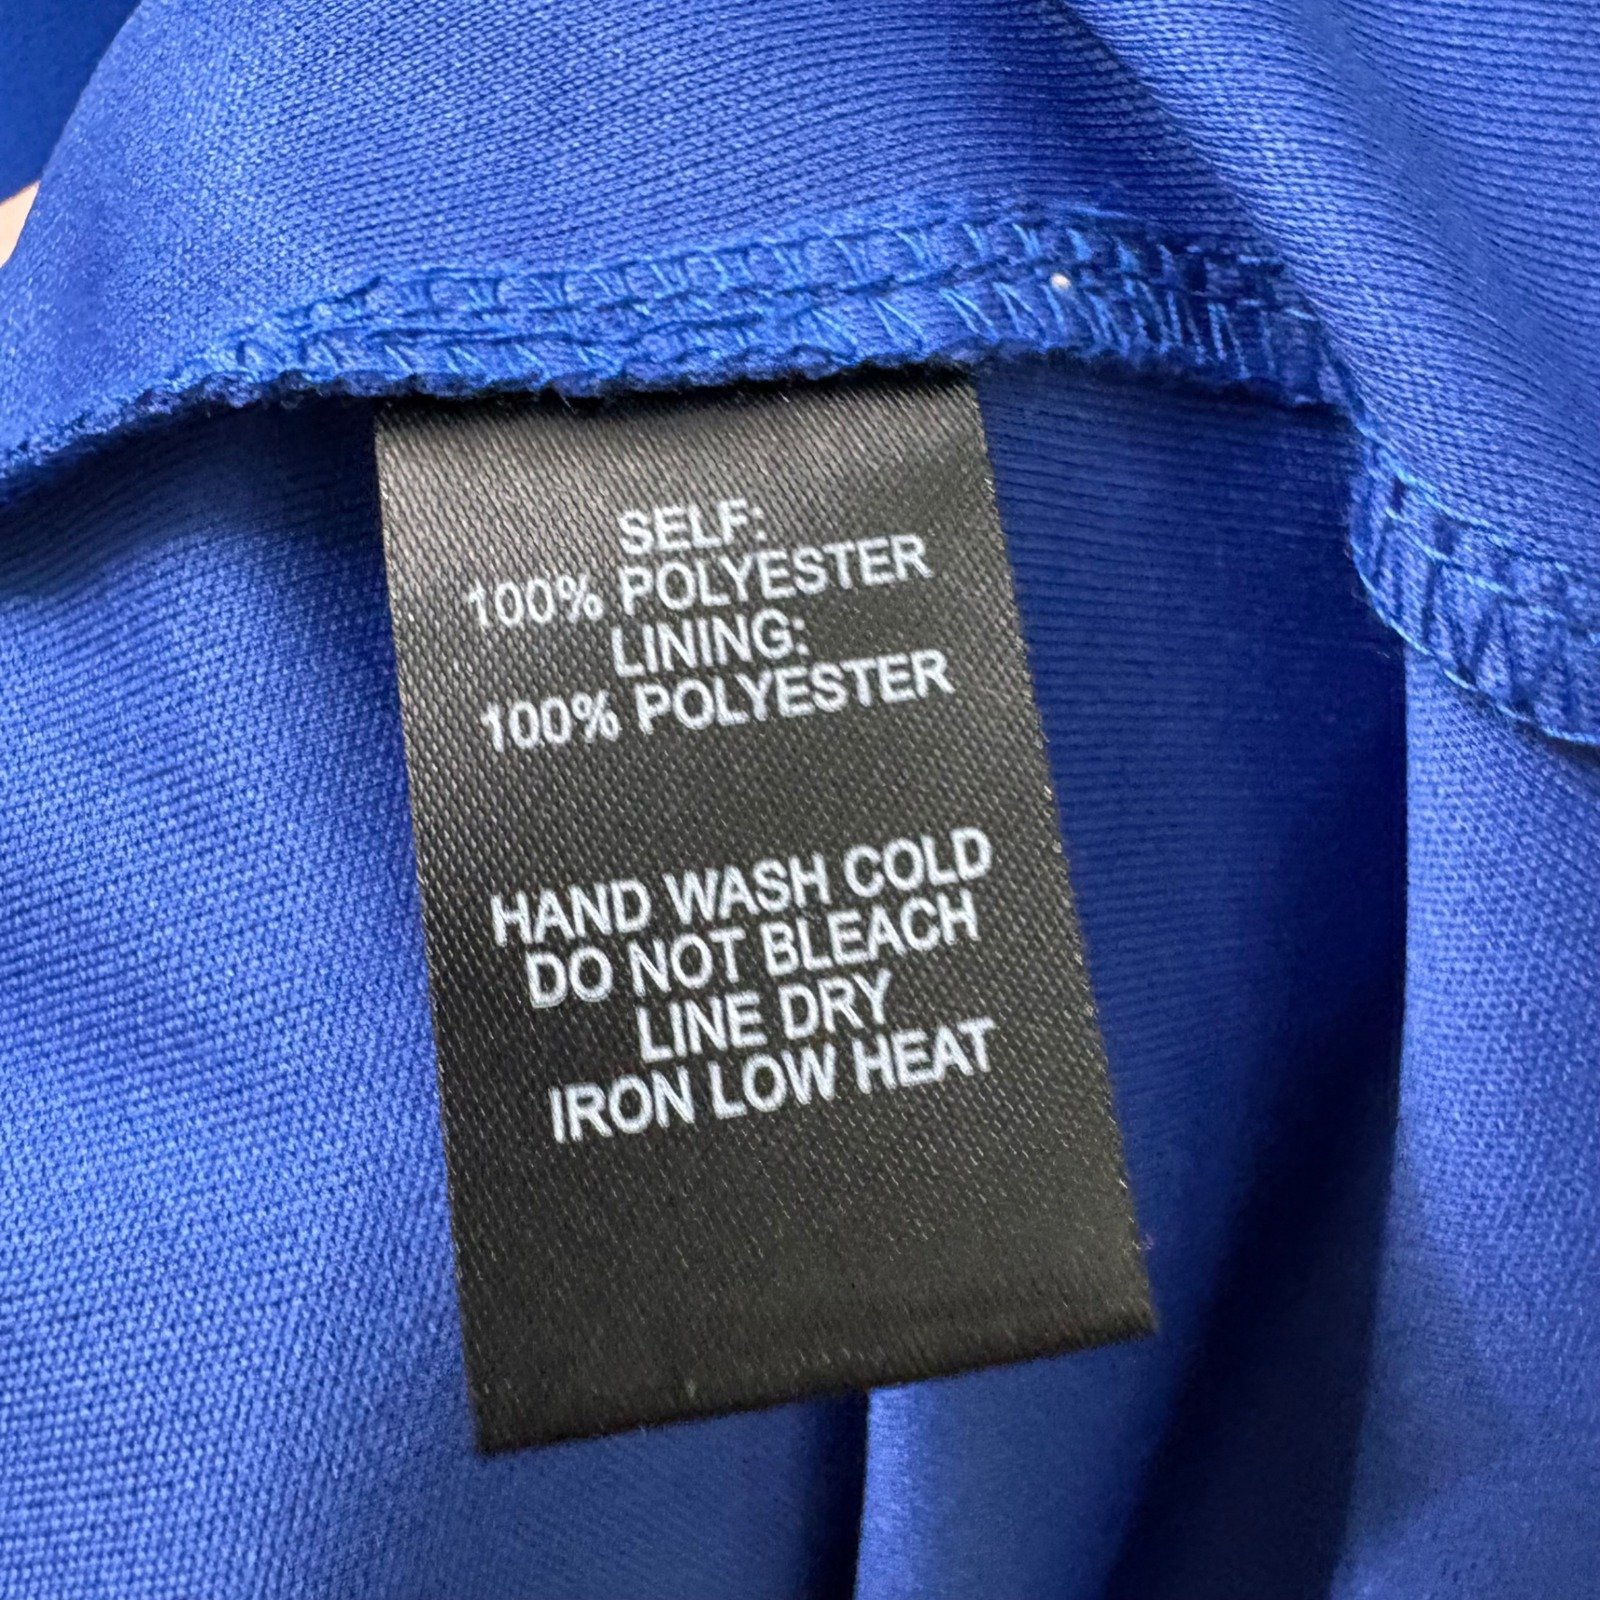 SELF:
100% POLYESTER
LINING:
100% POLYESTER
HAND WASH COLD
DO NOT BLEACH
LINE DRY
IRON LOW HEAT